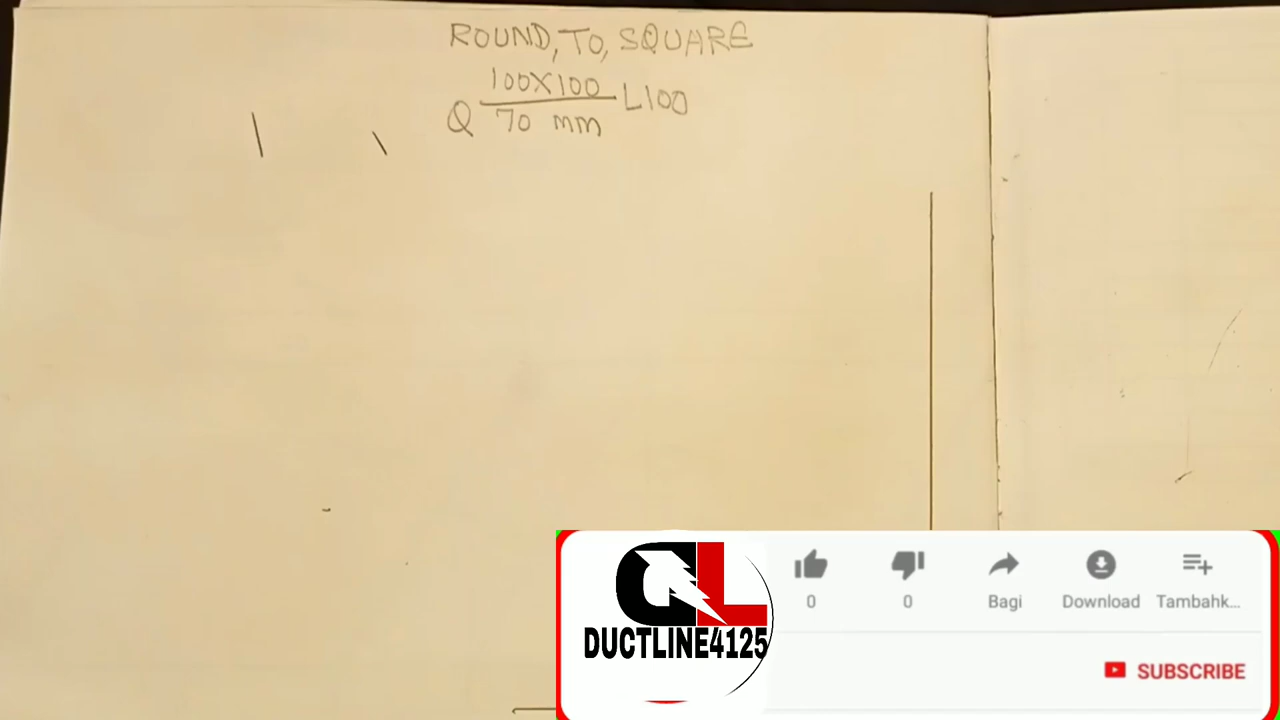 ROUND, TO, SQUARE
100X100
Q 70 mm L100
0 0 Bagi Download Tambahk...
DUCTLINE4125
SUBSCRIBE